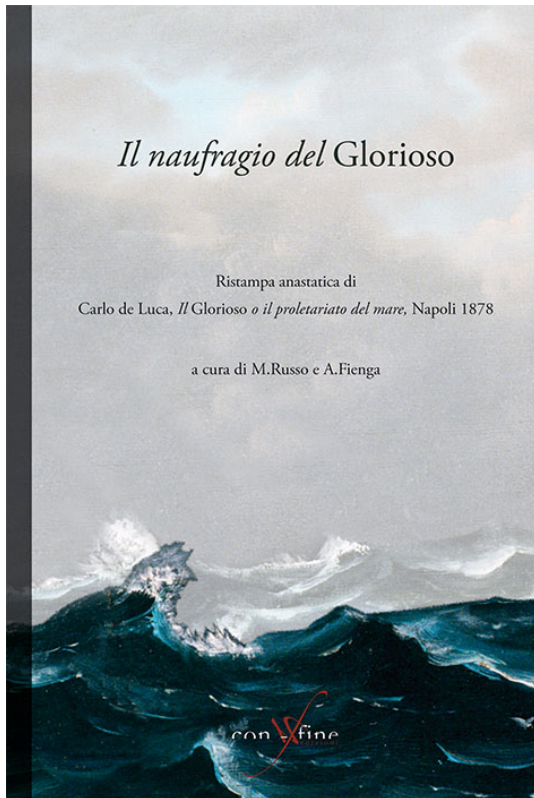 Il naufragio del Glorioso
Ristampa anastatica di
Carlo de Luca, Il Glorioso o il proletariato del mare, Napoli 1878
a cura di M.Russo e A.Fienga
con fine
edizioni